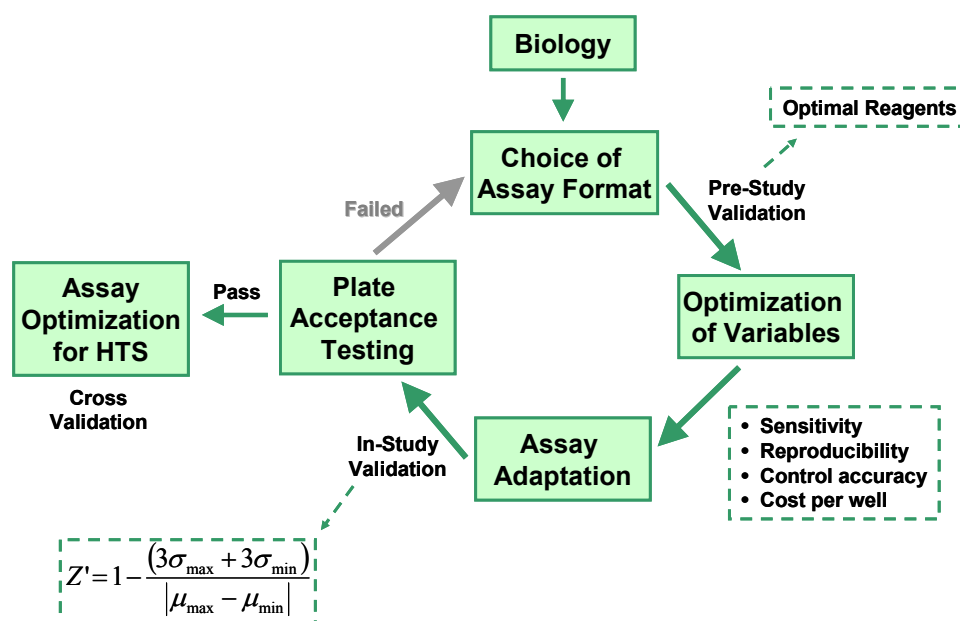 Biology
Optimal Reagents
Choice of
Assay Format
Pre-Study
Validation
Failed
Assay
Optimization
for HTS
Pass
Plate
Acceptance
Testing
Optimization
of Variables
Cross
Validation
In-Study
Validation
Assay
Adaptation
• Sensitivity
• Reproducibility
• Control accuracy
• Cost per well
Z'=1-(3σmax+3σmin)/|μmax-μmin|